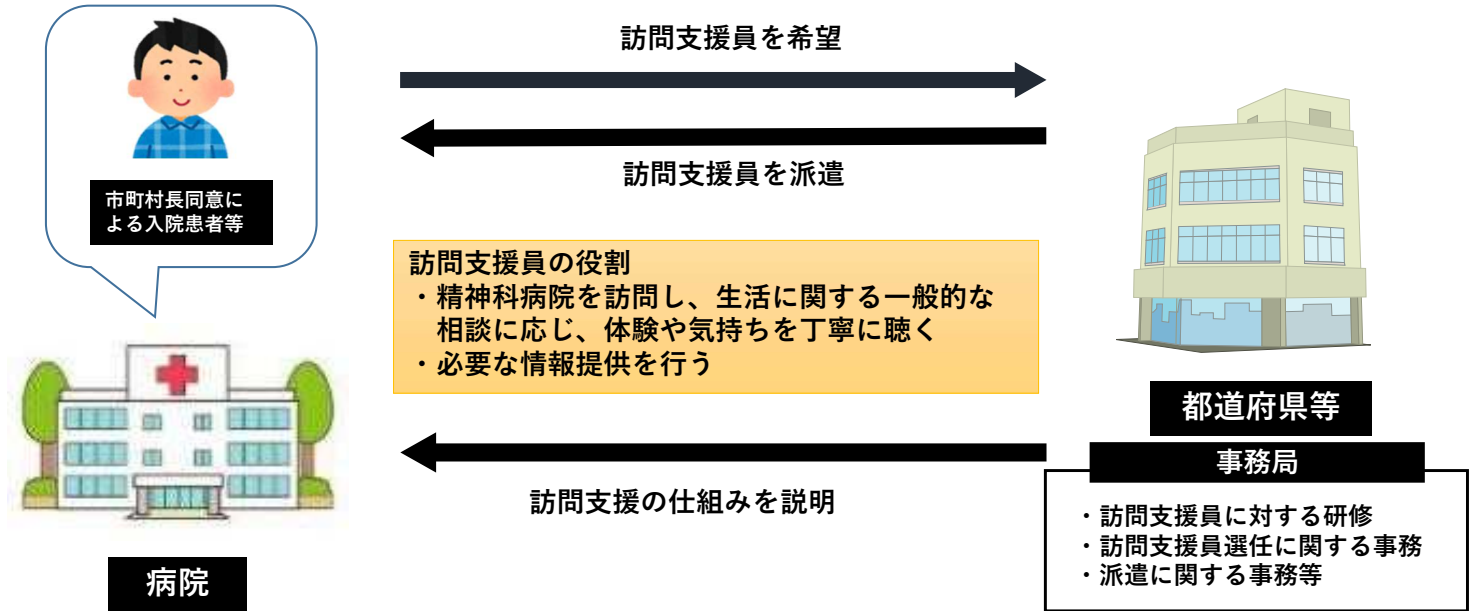 訪問支援員を希望
訪問支援員を派遣
市町村長同意に
よる入院患者等
訪問支援員の役割
・精神科病院を訪問し、生活に関する一般的な
相談に応じ、体験や気持ちを丁寧に聴く
・必要な情報提供を行う
訪問支援の仕組みを説明
病院
都道府県等
事務局
・訪問支援員に対する研修
・訪問支援員選任に関する事務
・派遣に関する事務等